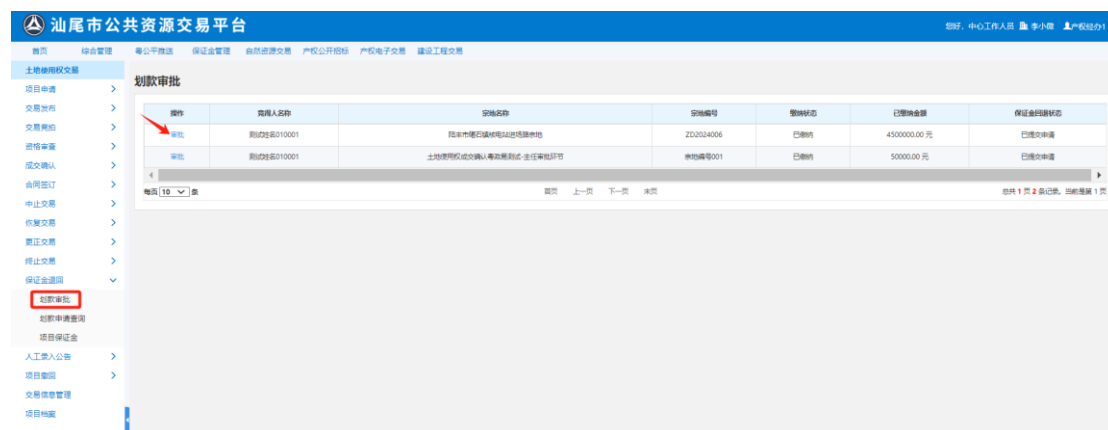 汕尾市公共资源交易平台
您好，中心工作人员 李小微 产权经办1
首页 综合管理 粤公平推送 保证金管理 自然资源交易 产权公开招标 产权电子交易 建设工程交易
土地使用权交易
项目申请
交易发布
交易竞拍
资格审查
成交确认
合同签订
中止交易
恢复交易
更正交易
终止交易
保证金退回
划款审批
划款申请查询
项目保证金
人工录入公告
项目撤回
交易信息管理
项目档案
划款审批
操作 竞得人名称 宗地名称 宗地编号 缴纳状态 已缴纳金额 保证金回退状态
审批 测试姓名010001 陆丰市碣石镇核电站进场路宗地 ZD2024006 已缴纳 4500000.00 元 已提交申请
审批 测试姓名010001 土地使用权成交确认粤政易测试-主任审批环节 宗地编号001 已缴纳 50000.00 元 已提交申请
每页 10 条 首页 上一页 下一页 末页 总共 1 页 2 条记录，当前是第 1 页